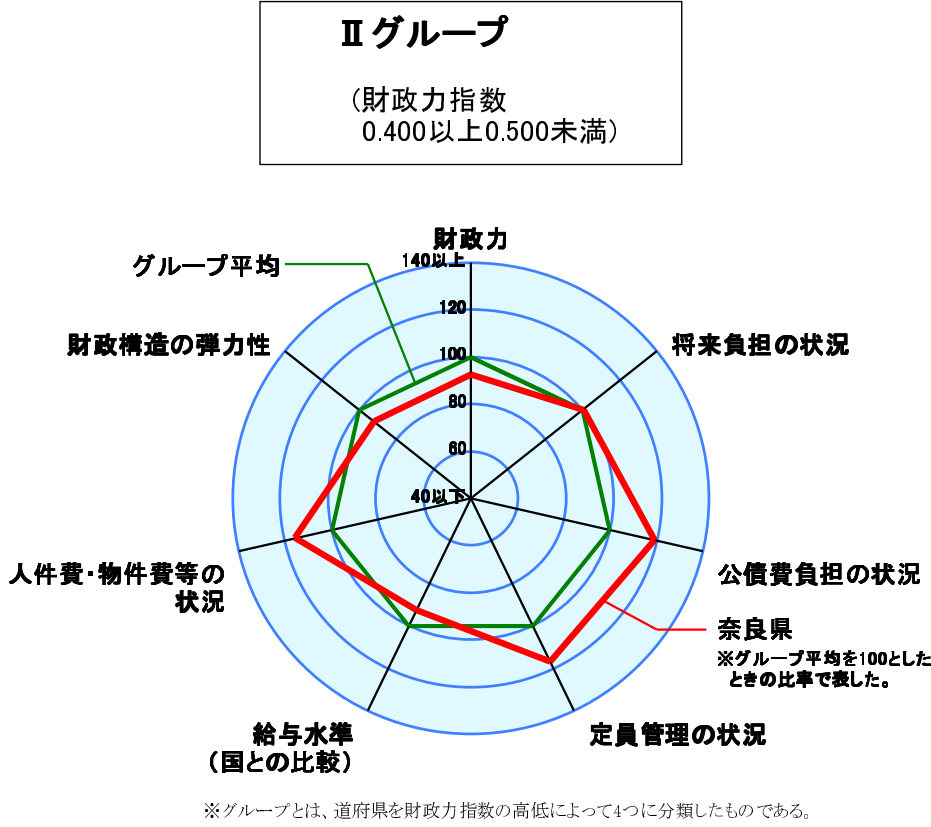 Ⅱグループ
（財政力指数
0.400以上0.500未満）
財政力
140以上
グループ平均
120
財政構造の弾力性
将来負担の状況
100
80
60
40以下
人件費・物件費等の
状況
公債費負担の状況
奈良県
※グループ平均を100とした
ときの比率で表した。
給与水準
（国との比較）
定員管理の状況
※グループとは、道府県を財政力指数の高低によって4つに分類したものである。